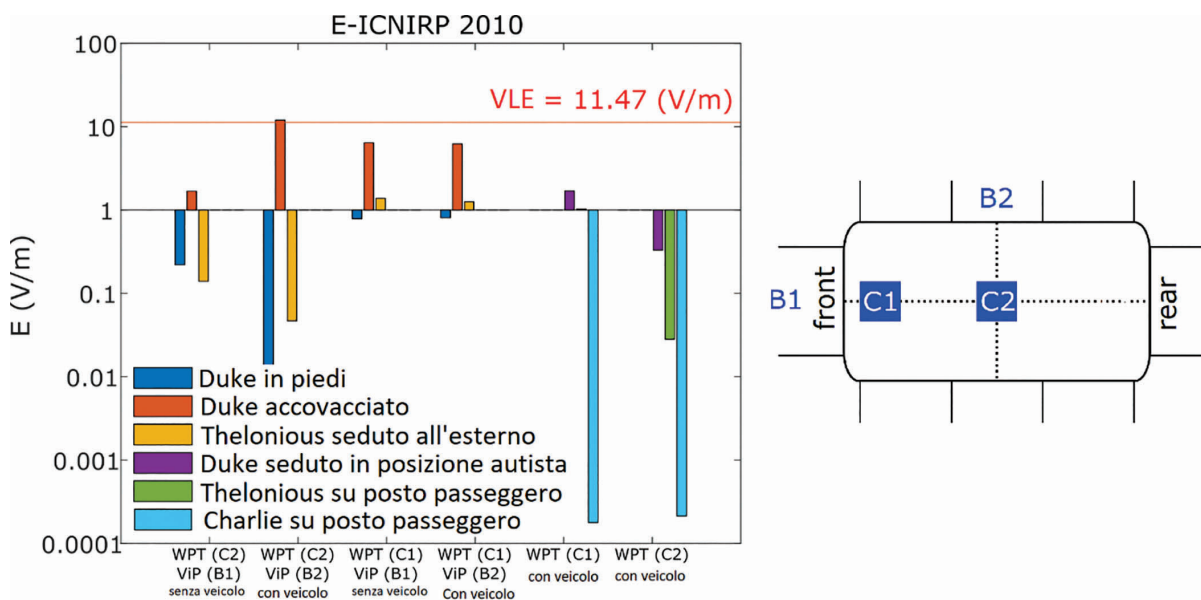 E-ICNIRP 2010
100
VLE = 11.47 (V/m)
10
1
0.1
0.01
0.001
0.0001
E (V/m)
Duke in piedi
Duke accovacciato
Thelonious seduto all'esterno
Duke seduto in posizione autista
Thelonious su posto passeggero
Charlie su posto passeggero
WPT (C2)
ViP (B1)
senza veicolo
WPT (C2)
ViP (B2)
con veicolo
WPT (C1)
ViP (B1)
senza veicolo
WPT (C1)
ViP (B2)
Con veicolo
WPT (C1)
con veicolo
WPT (C2)
con veicolo
B2
B1
front
C1
C2
rear